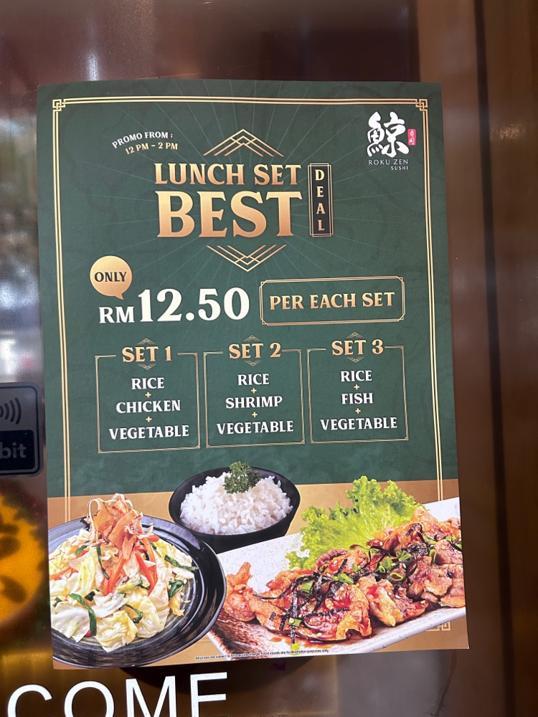 PROMO FROM :
12 PM - 2 PM
鯨
ROKU ZEN
SUSHI
LUNCH SET
BEST
DEAL
ONLY
RM12.50
PER EACH SET
SET 1
RICE
+
CHICKEN
+
VEGETABLE
SET 2
RICE
+
SHRIMP
+
VEGETABLE
SET 3
RICE
+
FISH
+
VEGETABLE
bit
COME